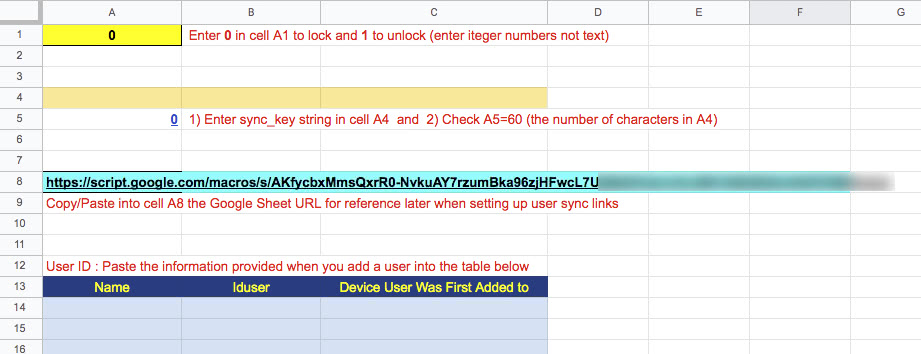 A B C D E F G
1 0 Enter 0 in cell A1 to lock and 1 to unlock (enter iteger numbers not text)
2
3
4
5 0 1) Enter sync_key string in cell A4 and 2) Check A5=60 (the number of characters in A4)
6
7
8 https://script.google.com/macros/s/AKfycbxMmsQxrR0-NvkuAY7rzumBka96zjHFwcL7U
9 Copy/Paste into cell A8 the Google Sheet URL for reference later when setting up user sync links
10
11
12 User ID : Paste the information provided when you add a user into the table below
13 Name Iduser Device User Was First Added to
14
15
16